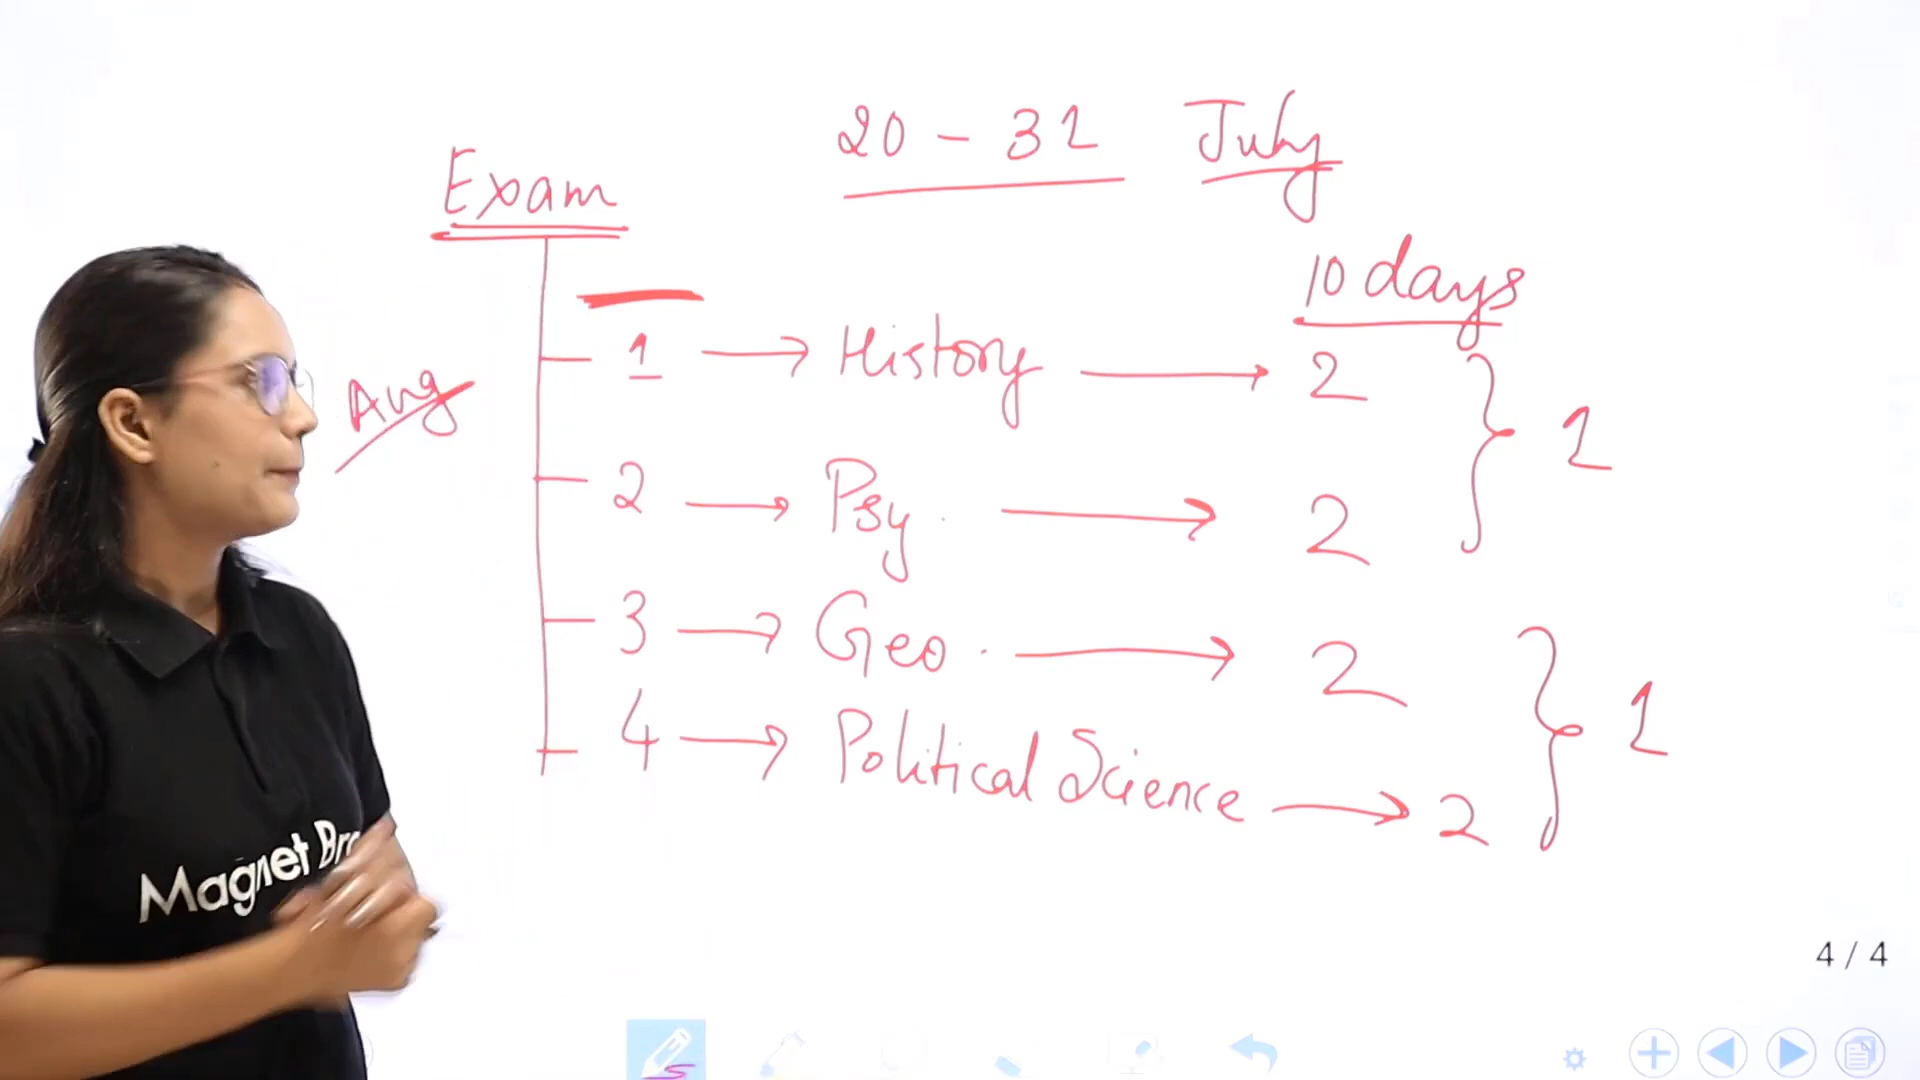 20 - 31 July
Exam
10 days
1 → History → 2
Aug
1
2 → Psy. → 2
3 → Geo. → 2
1
4 → Political Science → 2
Magnet Br
4 / 4